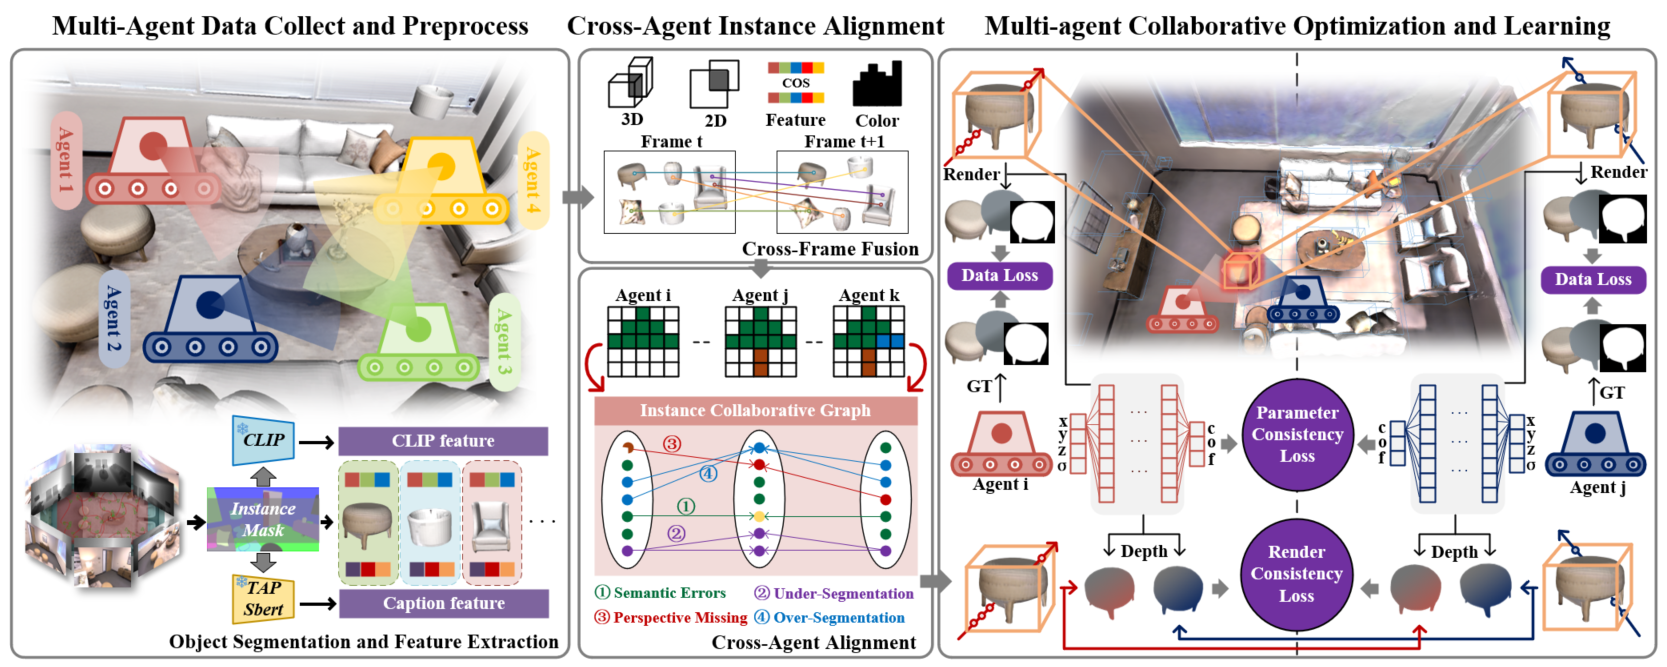 Multi-Agent Data Collect and Preprocess
Agent 1
Agent 4
Agent 2
Agent 3
CLIP
CLIP feature
Instance
Mask
. . .
TAP
Sbert
Caption feature
Object Segmentation and Feature Extraction
Cross-Agent Instance Alignment
COS
3D
2D
Feature
Color
Frame t
Frame t+1
Cross-Frame Fusion
Agent i
Agent j
Agent k
Instance Collaborative Graph
③
④
①
②
① Semantic Errors
② Under-Segmentation
③ Perspective Missing
④ Over-Segmentation
Cross-Agent Alignment
Multi-agent Collaborative Optimization and Learning
Render
Render
Data Loss
Data Loss
GT
GT
x
y
z
σ
c
o
f
Parameter
Consistency
Loss
c
o
f
x
y
z
σ
Agent i
Agent j
Depth
Depth
Render
Consistency
Loss